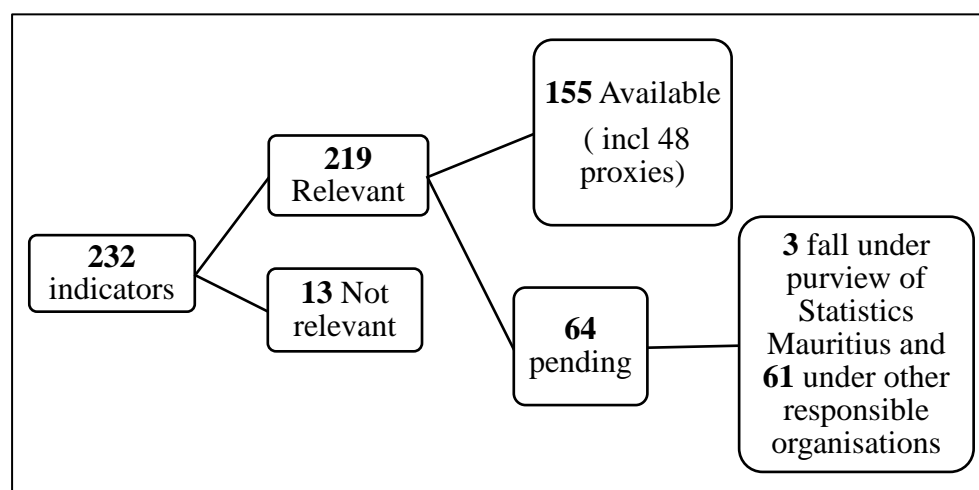 232
indicators
219
Relevant
13 Not
relevant
155 Available
( incl 48
proxies)
64
pending
3 fall under
purview of
Statistics
Mauritius and
61 under other
responsible
organisations